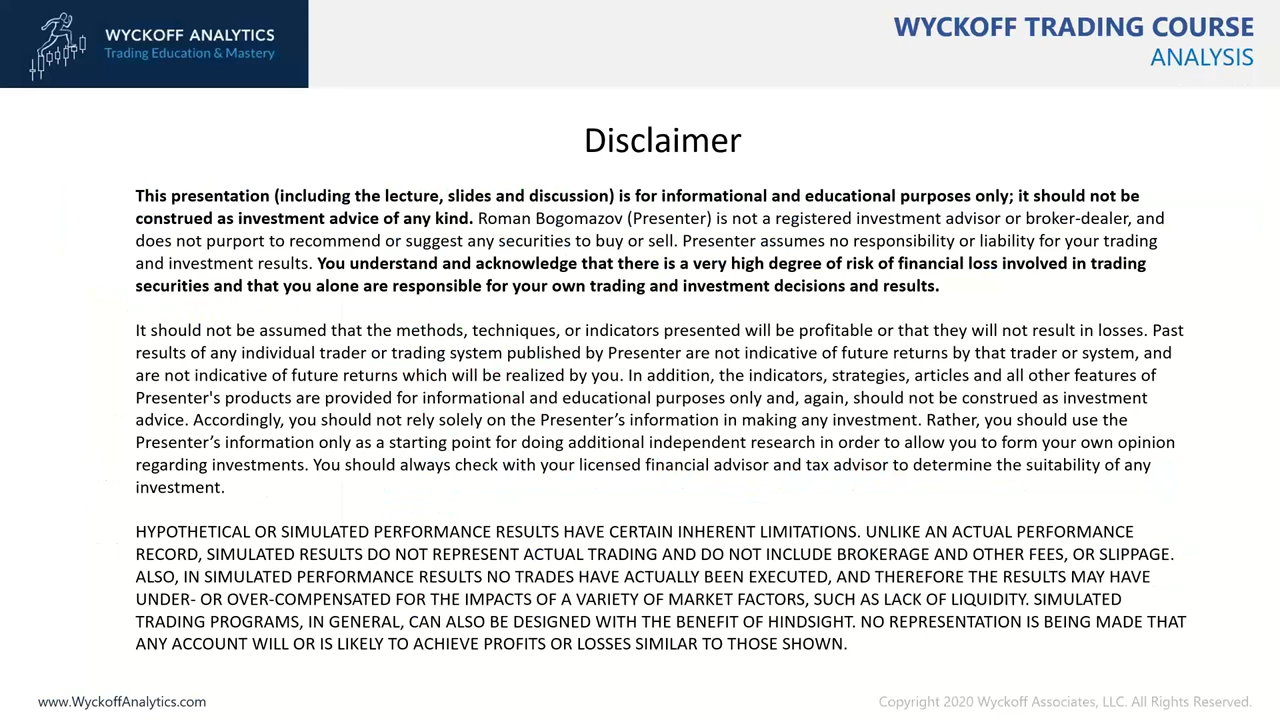 WYCKOFF ANALYTICS
Trading Education & Mastery
WYCKOFF TRADING COURSE
ANALYSIS
Disclaimer
This presentation (including the lecture, slides and discussion) is for informational and educational purposes only; it should not be
construed as investment advice of any kind. Roman Bogomazov (Presenter) is not a registered investment advisor or broker-dealer, and
does not purport to recommend or suggest any securities to buy or sell. Presenter assumes no responsibility or liability for your trading
and investment results. You understand and acknowledge that there is a very high degree of risk of financial loss involved in trading
securities and that you alone are responsible for your own trading and investment decisions and results.
It should not be assumed that the methods, techniques, or indicators presented will be profitable or that they will not result in losses. Past
results of any individual trader or trading system published by Presenter are not indicative of future returns by that trader or system, and
are not indicative of future returns which will be realized by you. In addition, the indicators, strategies, articles and all other features of
Presenter's products are provided for informational and educational purposes only and, again, should not be construed as investment
advice. Accordingly, you should not rely solely on the Presenter’s information in making any investment. Rather, you should use the
Presenter’s information only as a starting point for doing additional independent research in order to allow you to form your own opinion
regarding investments. You should always check with your licensed financial advisor and tax advisor to determine the suitability of any
investment.
HYPOTHETICAL OR SIMULATED PERFORMANCE RESULTS HAVE CERTAIN INHERENT LIMITATIONS. UNLIKE AN ACTUAL PERFORMANCE
RECORD, SIMULATED RESULTS DO NOT REPRESENT ACTUAL TRADING AND DO NOT INCLUDE BROKERAGE AND OTHER FEES, OR SLIPPAGE.
ALSO, IN SIMULATED PERFORMANCE RESULTS NO TRADES HAVE ACTUALLY BEEN EXECUTED, AND THEREFORE THE RESULTS MAY HAVE
UNDER- OR OVER-COMPENSATED FOR THE IMPACTS OF A VARIETY OF MARKET FACTORS, SUCH AS LACK OF LIQUIDITY. SIMULATED
TRADING PROGRAMS, IN GENERAL, CAN ALSO BE DESIGNED WITH THE BENEFIT OF HINDSIGHT. NO REPRESENTATION IS BEING MADE THAT
ANY ACCOUNT WILL OR IS LIKELY TO ACHIEVE PROFITS OR LOSSES SIMILAR TO THOSE SHOWN.
www.WyckoffAnalytics.com
Copyright 2020 Wyckoff Associates, LLC. All Rights Reserved.